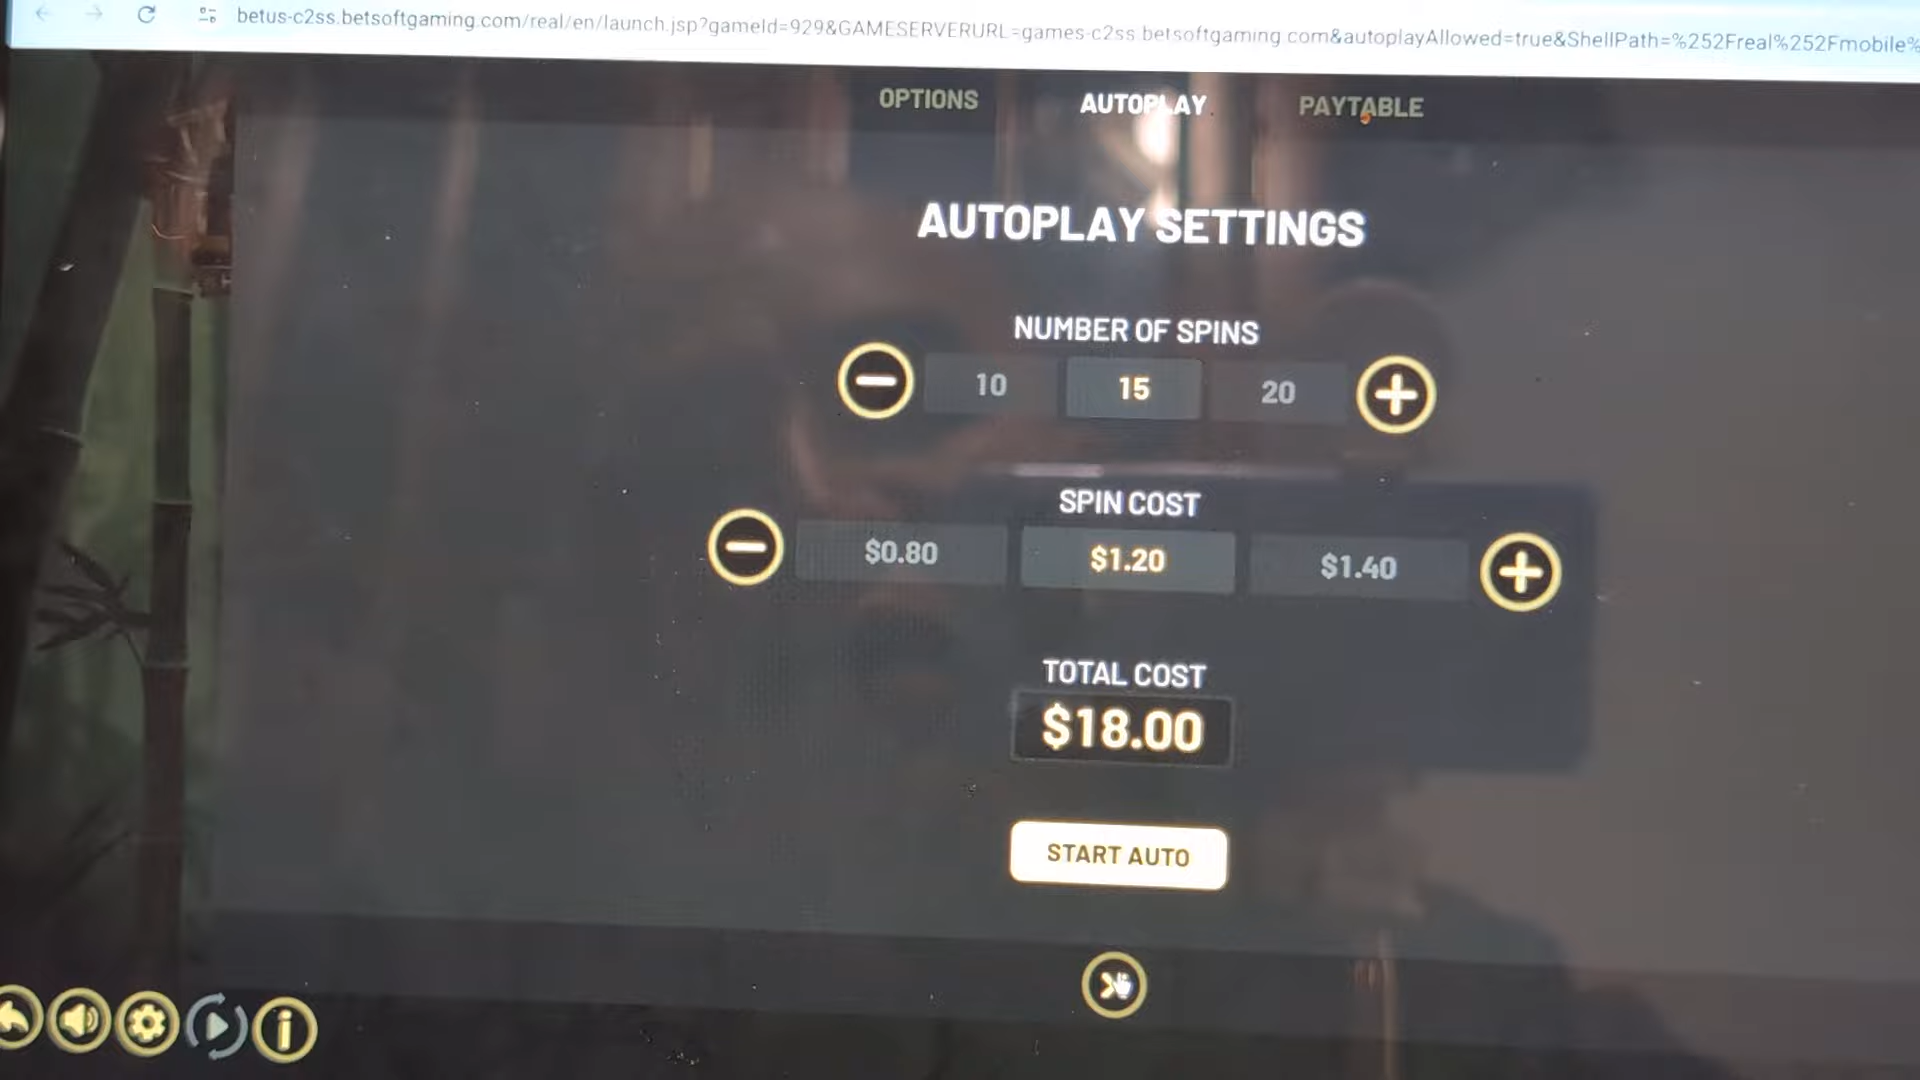 betus-c2ss.betsoftgaming.com/real/en/launch.jsp?gameId=929&GAMESERVERURL=games-c2ss.betsoftgaming.com&autoplayAllowed=true&ShellPath=%252Freal%252Fmobile%
OPTIONS AUTOPLAY PAYTABLE
AUTOPLAY SETTINGS
NUMBER OF SPINS
10 15 20
SPIN COST
$0.80 $1.20 $1.40
TOTAL COST
$18.00
START AUTO